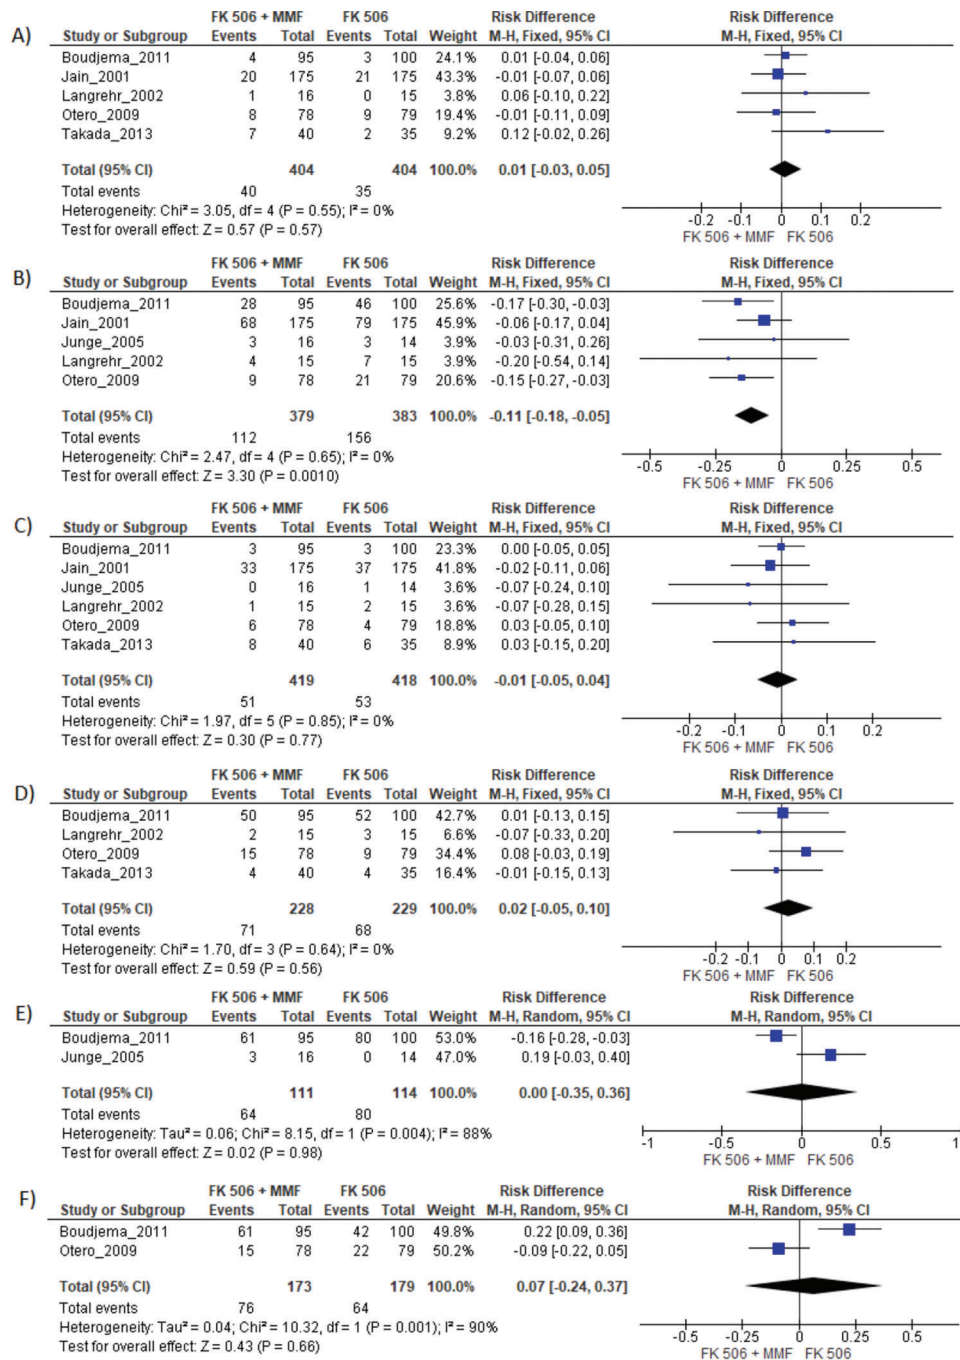 A)
FK 506 + MMF FK 506 Risk Difference Risk Difference
Study or Subgroup Events Total Events Total Weight M-H, Fixed, 95% CI M-H, Fixed, 95% CI
Boudjema_2011 4 95 3 100 24.1% 0.01 [-0.04, 0.06]
Jain_2001 20 175 21 175 43.3% -0.01 [-0.07, 0.06]
Langrehr_2002 1 16 0 15 3.8% 0.06 [-0.10, 0.22]
Otero_2009 8 78 9 79 19.4% -0.01 [-0.11, 0.09]
Takada_2013 7 40 2 35 9.2% 0.12 [-0.02, 0.26]
Total (95% CI) 404 404 100.0% 0.01 [-0.03, 0.05]
Total events 40 35
Heterogeneity: Chi² = 3.05, df = 4 (P = 0.55); I² = 0%
Test for overall effect: Z = 0.57 (P = 0.57)
-0.2 -0.1 0 0.1 0.2
FK 506 + MMF FK 506
B)
FK 506 + MMF FK 506 Risk Difference Risk Difference
Study or Subgroup Events Total Events Total Weight M-H, Fixed, 95% CI M-H, Fixed, 95% CI
Boudjema_2011 28 95 46 100 25.6% -0.17 [-0.30, -0.03]
Jain_2001 68 175 79 175 45.9% -0.06 [-0.17, 0.04]
Junge_2005 3 16 3 14 3.9% -0.03 [-0.31, 0.26]
Langrehr_2002 4 15 7 15 3.9% -0.20 [-0.54, 0.14]
Otero_2009 9 78 21 79 20.6% -0.15 [-0.27, -0.03]
Total (95% CI) 379 383 100.0% -0.11 [-0.18, -0.05]
Total events 112 156
Heterogeneity: Chi² = 2.47, df = 4 (P = 0.65); I² = 0%
Test for overall effect: Z = 3.30 (P = 0.0010)
-0.5 -0.25 0 0.25 0.5
FK 506 + MMF FK 506
C)
FK 506 + MMF FK 506 Risk Difference Risk Difference
Study or Subgroup Events Total Events Total Weight M-H, Fixed, 95% CI M-H, Fixed, 95% CI
Boudjema_2011 3 95 3 100 23.3% 0.00 [-0.05, 0.05]
Jain_2001 33 175 37 175 41.8% -0.02 [-0.11, 0.06]
Junge_2005 0 16 1 14 3.6% -0.07 [-0.24, 0.10]
Langrehr_2002 1 15 2 15 3.6% -0.07 [-0.28, 0.15]
Otero_2009 6 78 4 79 18.8% 0.03 [-0.05, 0.10]
Takada_2013 8 40 6 35 8.9% 0.03 [-0.15, 0.20]
Total (95% CI) 419 418 100.0% -0.01 [-0.05, 0.04]
Total events 51 53
Heterogeneity: Chi² = 1.97, df = 5 (P = 0.85); I² = 0%
Test for overall effect: Z = 0.30 (P = 0.77)
-0.2 -0.1 0 0.1 0.2
FK 506 + MMF FK 506
D)
FK 506 + MMF FK 506 Risk Difference Risk Difference
Study or Subgroup Events Total Events Total Weight M-H, Fixed, 95% CI M-H, Fixed, 95% CI
Boudjema_2011 50 95 52 100 42.7% 0.01 [-0.13, 0.15]
Langrehr_2002 2 15 3 15 6.6% -0.07 [-0.33, 0.20]
Otero_2009 15 78 9 79 34.4% 0.08 [-0.03, 0.19]
Takada_2013 4 40 4 35 16.4% -0.01 [-0.15, 0.13]
Total (95% CI) 228 229 100.0% 0.02 [-0.05, 0.10]
Total events 71 68
Heterogeneity: Chi² = 1.70, df = 3 (P = 0.64); I² = 0%
Test for overall effect: Z = 0.59 (P = 0.56)
-0.2 -0.1 0 0.1 0.2
FK 506 + MMF FK 506
E)
FK 506 + MMF FK 506 Risk Difference Risk Difference
Study or Subgroup Events Total Events Total Weight M-H, Random, 95% CI M-H, Random, 95% CI
Boudjema_2011 61 95 80 100 53.0% -0.16 [-0.28, -0.03]
Junge_2005 3 16 0 14 47.0% 0.19 [-0.03, 0.40]
Total (95% CI) 111 114 100.0% 0.00 [-0.35, 0.36]
Total events 64 80
Heterogeneity: Tau² = 0.06; Chi² = 8.15, df = 1 (P = 0.004); I² = 88%
Test for overall effect: Z = 0.02 (P = 0.98)
-1 -0.5 0 0.5 1
FK 506 + MMF FK 506
F)
FK 506 + MMF FK 506 Risk Difference Risk Difference
Study or Subgroup Events Total Events Total Weight M-H, Random, 95% CI M-H, Random, 95% CI
Boudjema_2011 61 95 42 100 49.8% 0.22 [0.09, 0.36]
Otero_2009 15 78 22 79 50.2% -0.09 [-0.22, 0.05]
Total (95% CI) 173 179 100.0% 0.07 [-0.24, 0.37]
Total events 76 64
Heterogeneity: Tau² = 0.04; Chi² = 10.32, df = 1 (P = 0.001); I² = 90%
Test for overall effect: Z = 0.43 (P = 0.66)
-0.5 -0.25 0 0.25 0.5
FK 506 + MMF FK 506